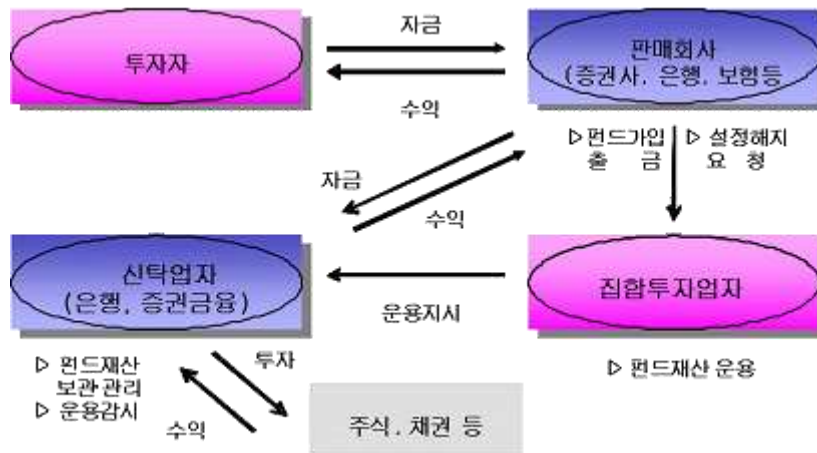 자금
투자자
판매회사
(증권사, 은행, 보험등
수익
▷펀드가입
출 금
▷ 설정해지
요 청
자금
수익
신탁업자
(은행, 증권금융)
집합투자업자
운용지시
▷ 펀드재산
보관·관리
▷ 운용감시
투자
▷ 펀드재산 운용
수익
주식, 채권 등